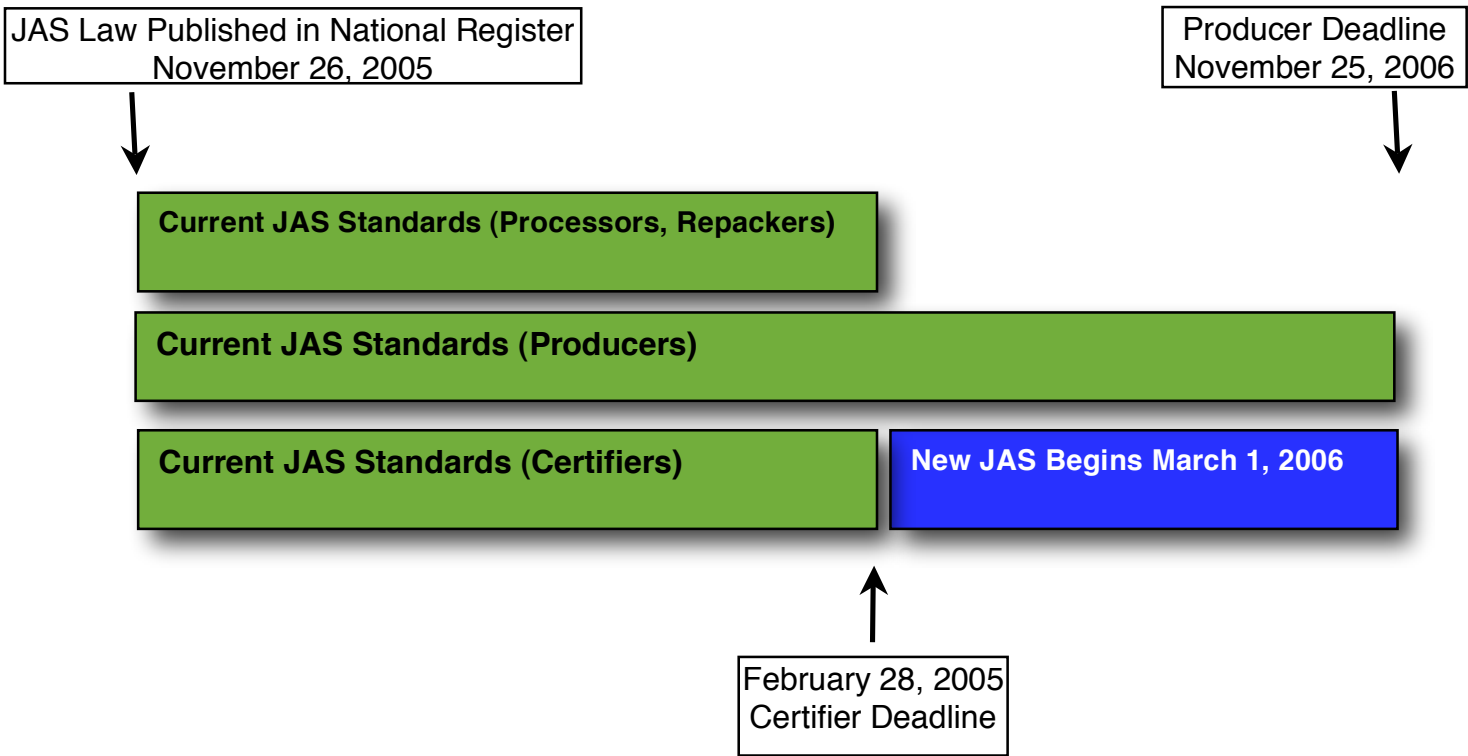 JAS Law Published in National Register
November 26, 2005
Producer Deadline
November 25, 2006
Current JAS Standards (Processors, Repackers)
Current JAS Standards (Producers)
Current JAS Standards (Certifiers)
New JAS Begins March 1, 2006
February 28, 2005
Certifier Deadline